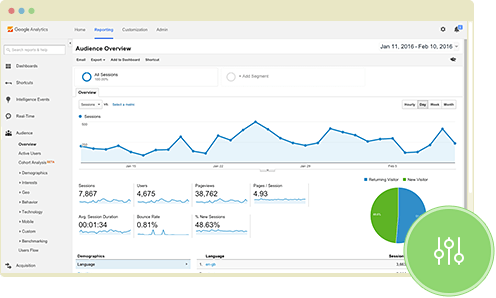 Google Analytics
Home Reporting Customization Admin
Search reports & help
Audience Overview
Jan 11, 2016 - Feb 10, 2016
Email Export Add to Dashboard Shortcut
Dashboards
Shortcuts
Intelligence Events
Real-Time
Audience
Overview
Active Users
Cohort Analysis BETA
Demographics
Interests
Geo
Behavior
Technology
Mobile
Custom
Benchmarking
Users Flow
Acquisition
All Sessions
100.00%
+ Add Segment
Overview
Sessions vs. Select a metric
Hourly Day Week Month
Sessions
Jan 15 Jan 22 Jan 29 Feb 5
Sessions
7,867
Users
4,675
Pageviews
38,762
Pages / Session
4.93
Avg. Session Duration
00:01:34
Bounce Rate
0.81%
% New Sessions
48.63%
Returning Visitor New Visitor
Demographics
Language
Language
1. en-gb